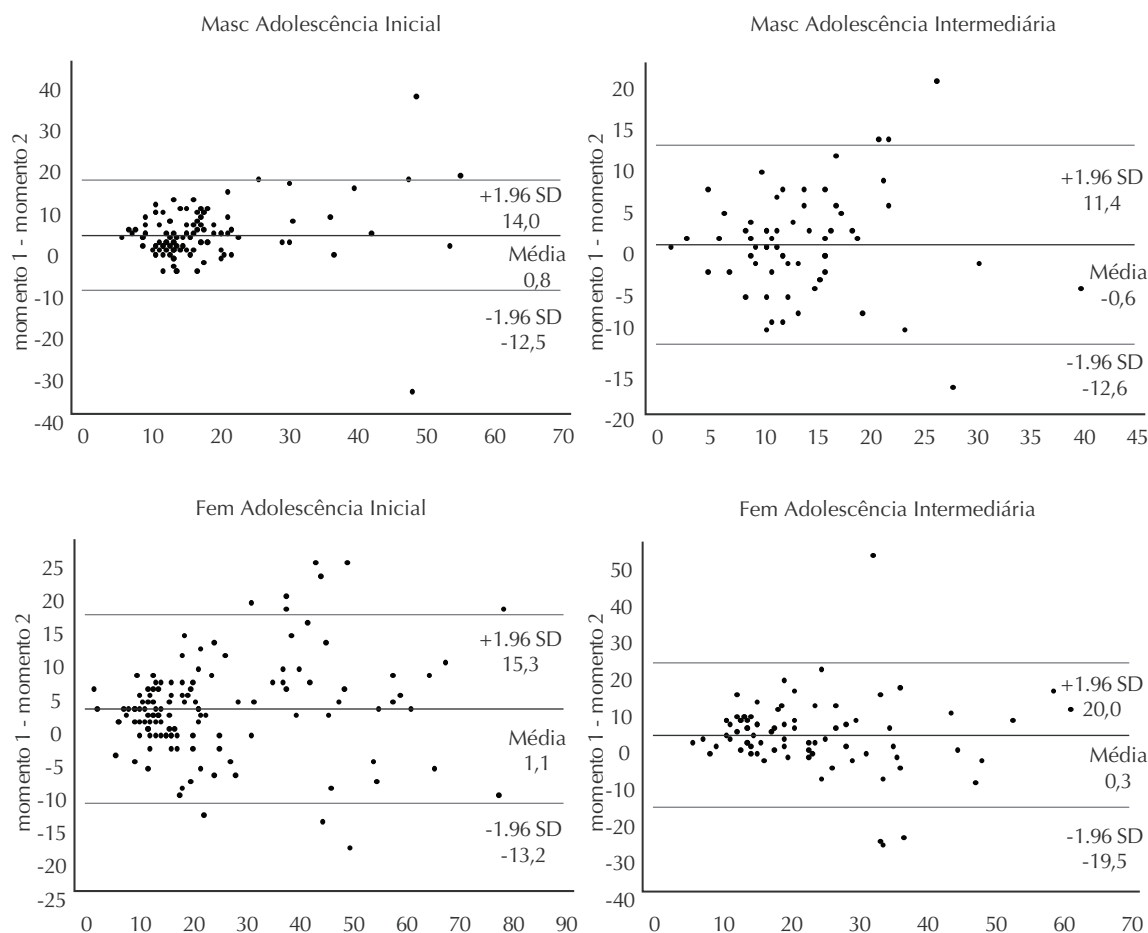 Masc Adolescência Inicial
momento 1 - momento 2
40
30
20
10
0
-10
-20
-30
-40
+1.96 SD
14,0
Média
0,8
-1.96 SD
-12,5
0 10 20 30 40 50 60 70
Masc Adolescência Intermediária
momento 1 - momento 2
20
15
10
5
0
-5
-10
-15
-20
+1.96 SD
11,4
Média
-0,6
-1.96 SD
-12,6
0 5 10 15 20 25 30 35 40 45
Fem Adolescência Inicial
momento 1 - momento 2
25
20
15
10
5
0
-5
-10
-15
-20
-25
+1.96 SD
15,3
Média
1,1
-1.96 SD
-13,2
0 10 20 30 40 50 60 70 80 90
Fem Adolescência Intermediária
momento 1 - momento 2
50
40
30
20
10
0
-10
-20
-30
-40
+1.96 SD
20,0
Média
0,3
-1.96 SD
-19,5
0 10 20 30 40 50 60 70